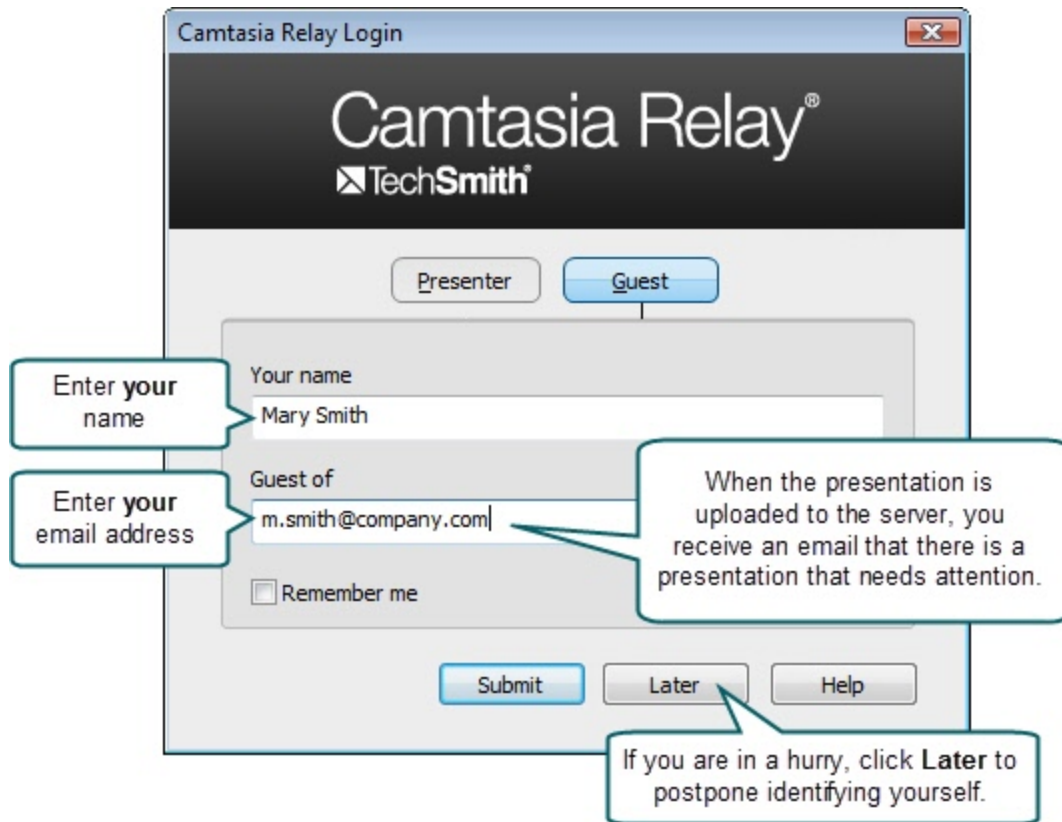 Camtasia Relay Login
Camtasia Relay®
TechSmith®
Presenter
Guest
Enter your
name
Your name
Mary Smith
Enter your
email address
Guest of
m.smith@company.com
When the presentation is
uploaded to the server, you
receive an email that there is a
presentation that needs attention.
Remember me
Submit
Later
Help
If you are in a hurry, click Later to
postpone identifying yourself.